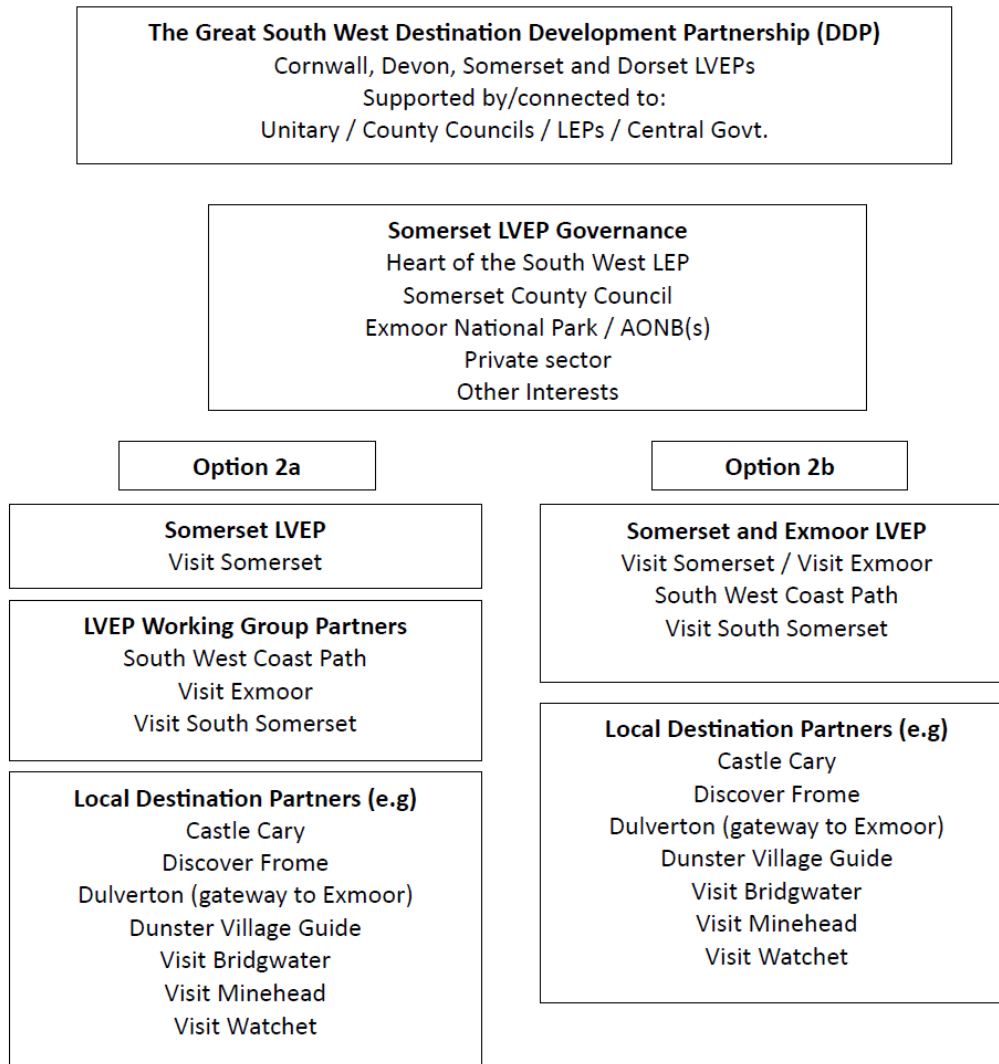 The Great South West Destination Development Partnership (DDP)
Cornwall, Devon, Somerset and Dorset LVEPs
Supported by/connected to:
Unitary / County Councils / LEPs / Central Govt.
Somerset LVEP Governance
Heart of the South West LEP
Somerset County Council
Exmoor National Park / AONB(s)
Private sector
Other Interests
Option 2a
Somerset LVEP
Visit Somerset
LVEP Working Group Partners
South West Coast Path
Visit Exmoor
Visit South Somerset
Local Destination Partners (e.g)
Castle Cary
Discover Frome
Dulverton (gateway to Exmoor)
Dunster Village Guide
Visit Bridgwater
Visit Minehead
Visit Watchet
Option 2b
Somerset and Exmoor LVEP
Visit Somerset / Visit Exmoor
South West Coast Path
Visit South Somerset
Local Destination Partners (e.g)
Castle Cary
Discover Frome
Dulverton (gateway to Exmoor)
Dunster Village Guide
Visit Bridgwater
Visit Minehead
Visit Watchet